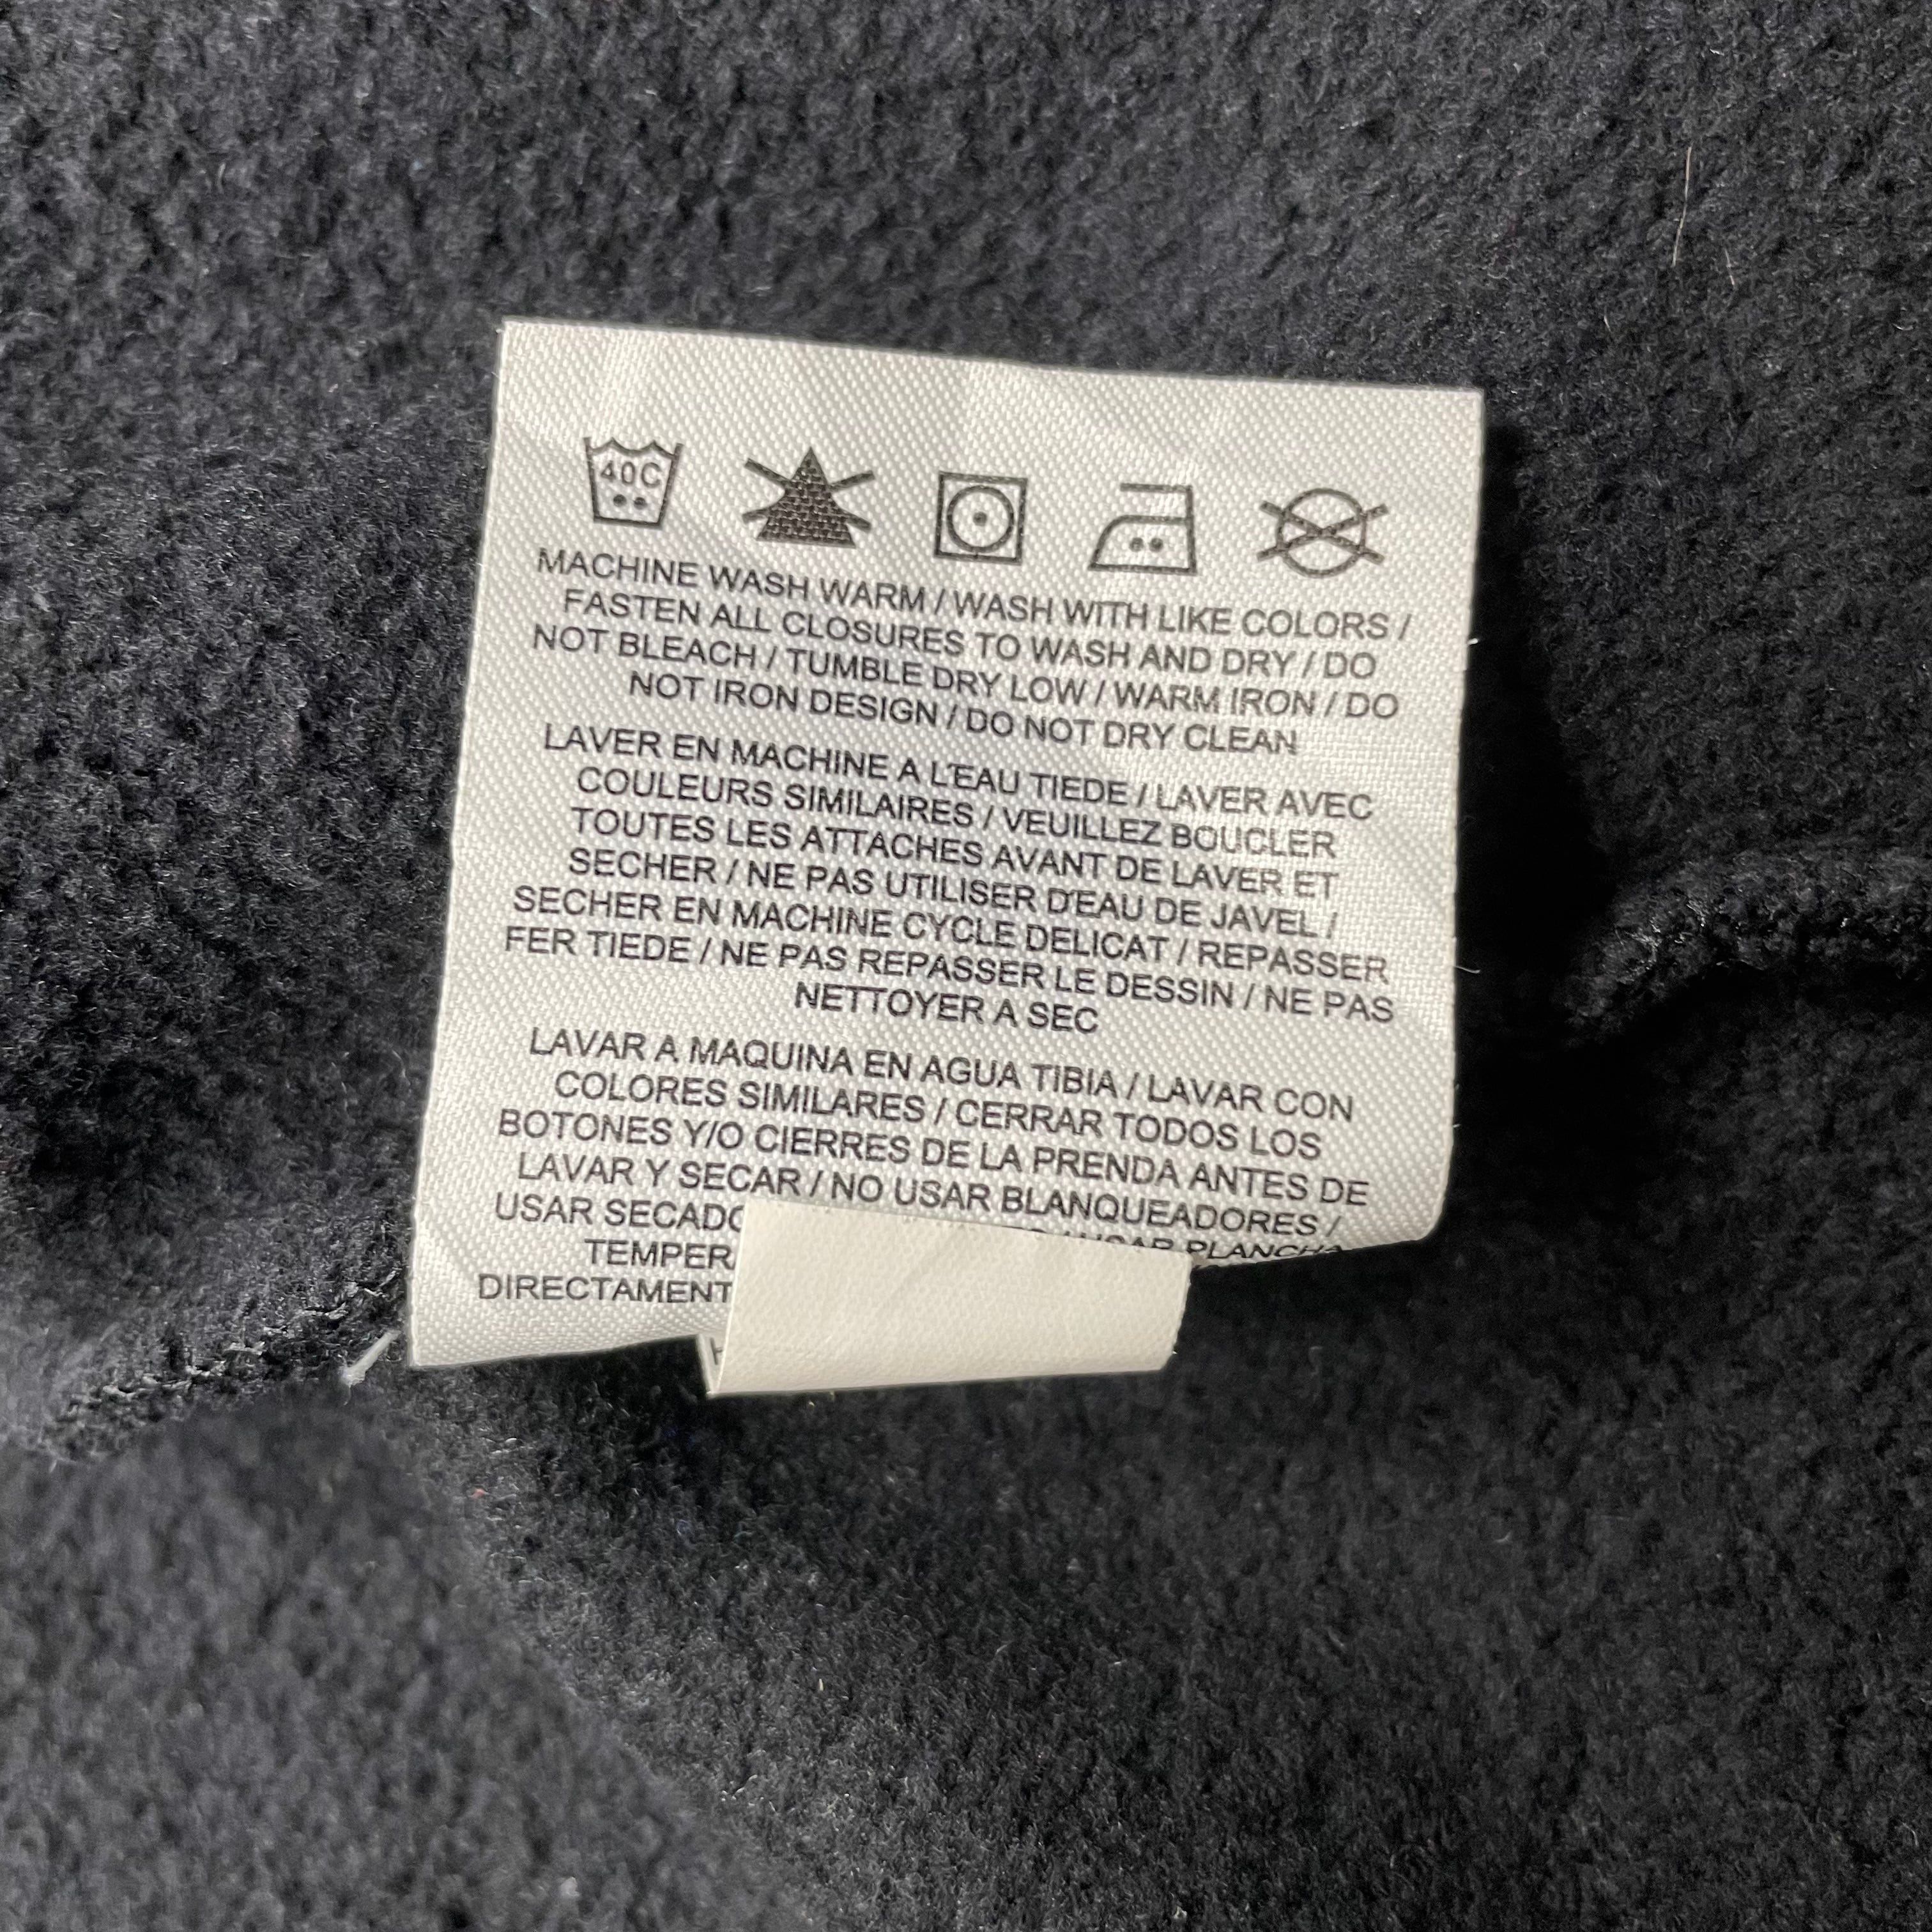 40C
MACHINE WASH WARM / WASH WITH LIKE COLORS /
FASTEN ALL CLOSURES TO WASH AND DRY / DO
NOT BLEACH / TUMBLE DRY LOW / WARM IRON / DO
NOT IRON DESIGN / DO NOT DRY CLEAN
LAVER EN MACHINE A L'EAU TIEDE / LAVER AVEC
COULEURS SIMILAIRES / VEUILLEZ BOUCLER
TOUTES LES ATTACHES AVANT DE LAVER ET
SECHER / NE PAS UTILISER D'EAU DE JAVEL /
SECHER EN MACHINE CYCLE DELICAT / REPASSER
FER TIEDE / NE PAS REPASSER LE DESSIN / NE PAS
NETTOYER A SEC
LAVAR A MAQUINA EN AGUA TIBIA / LAVAR CON
COLORES SIMILARES / CERRAR TODOS LOS
BOTONES Y/O CIERRES DE LA PRENDA ANTES DE
LAVAR Y SECAR / NO USAR BLANQUEADORES /
USAR SECADO USAR PLANCHA
TEMPER
DIRECTAMENT